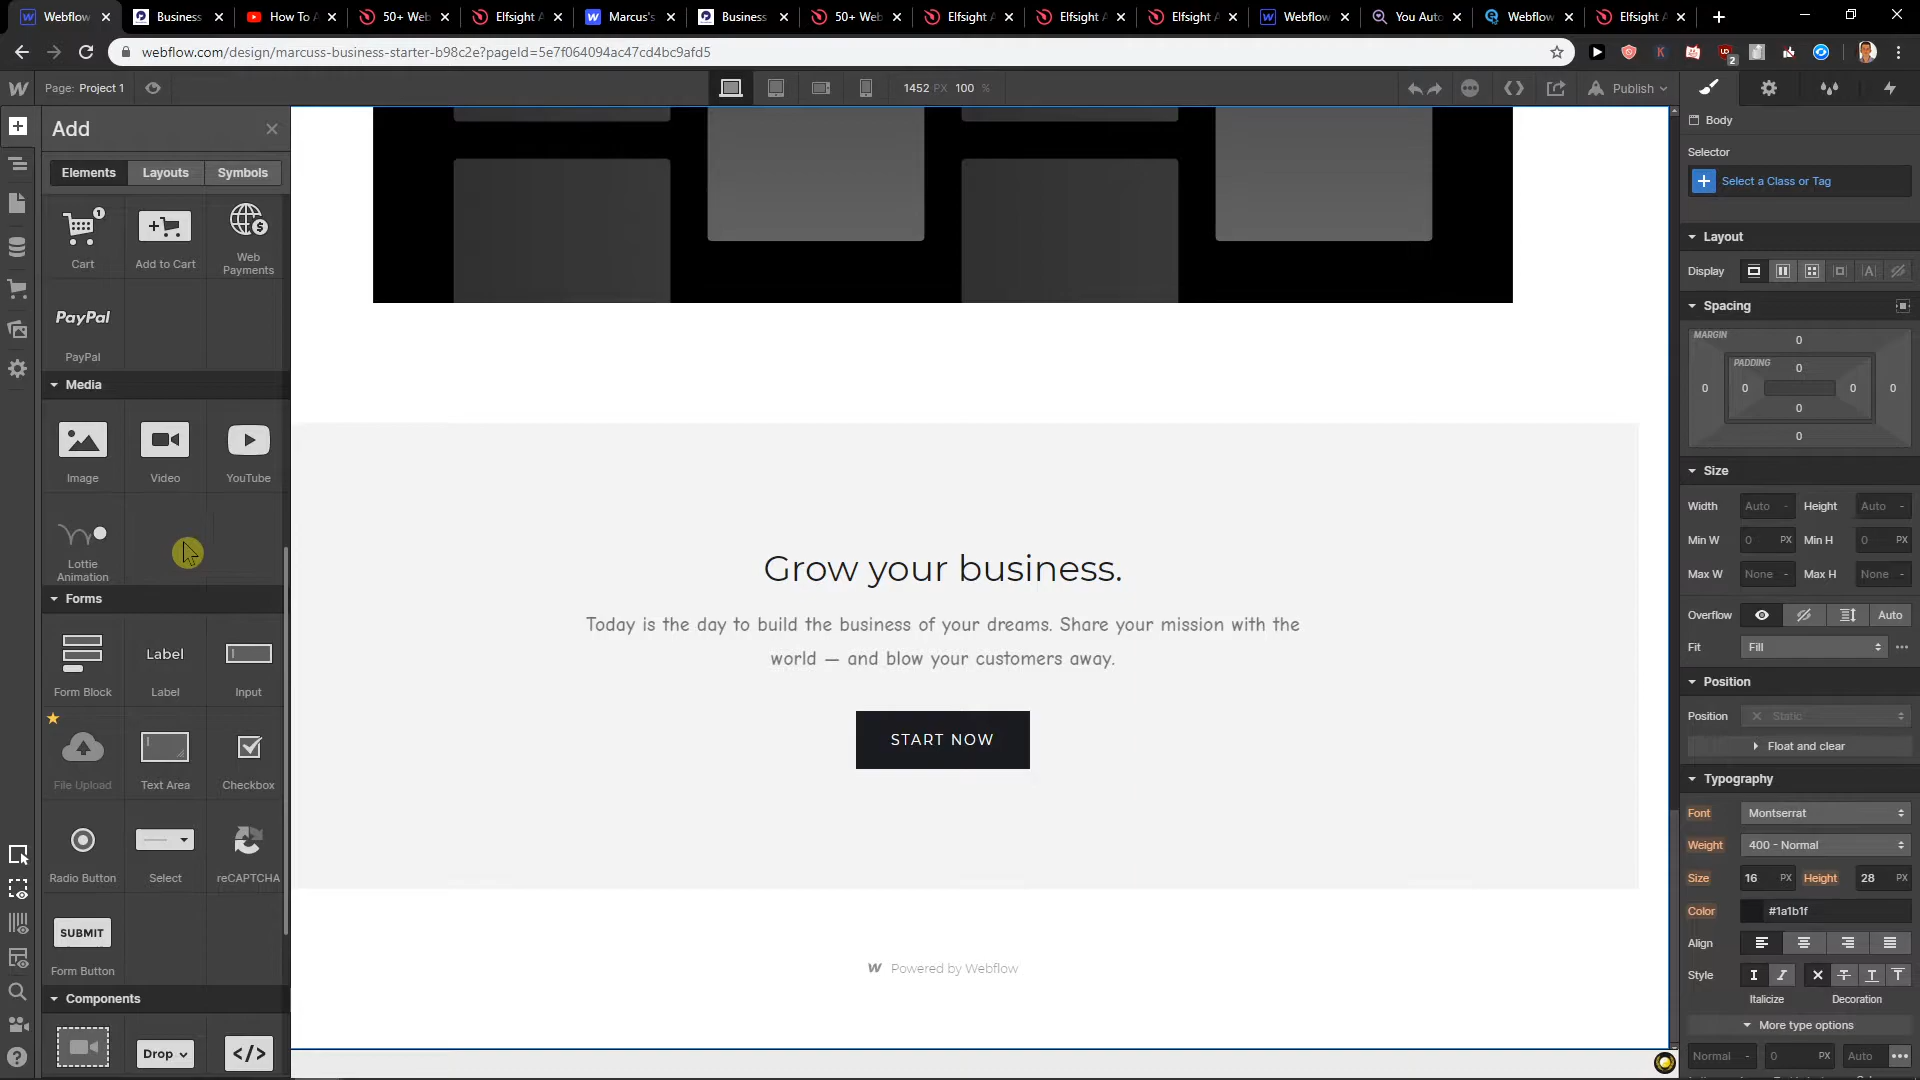 Webflow
Business
How To A
50+ Web
Elfsight A
Marcus's
Business
50+ Web
Elfsight A
Elfsight A
Elfsight A
Webflow
You Auto
Webflow
Elfsight A
webflow.com/design/marcuss-business-starter-b98c2e?pageId=5e7f064094ac47cd4bc9afd5
2
Page: Project 1
1452 PX 100 %
Publish
Add
Elements
Layouts
Symbols
1
Cart
Add to Cart
Web
Payments
PayPal
PayPal
Media
Image
Video
YouTube
Lottie
Animation
Forms
Label
Form Block
Label
Input
File Upload
Text Area
Checkbox
Radio Button
Select
reCAPTCHA
SUBMIT
Form Button
Components
Drop
</>
Grow your business.
Today is the day to build the business of your dreams. Share your mission with the
world — and blow your customers away.
START NOW
Powered by Webflow
Body
Selector
Select a Class or Tag
Layout
Display
Spacing
MARGIN
0
PADDING
0
0 0 0 0
0
0
Size
Width Auto - Height Auto -
Min W 0 PX Min H 0 PX
Max W None - Max H None -
Overflow Auto
Fit Fill
Position
Position Static
Float and clear
Typography
Font Montserrat
Weight 400 - Normal
Size 16 PX Height 28 PX
Color #1a1b1f
Align
Style
Italicize Decoration
More type options
Normal - 0 PX Auto